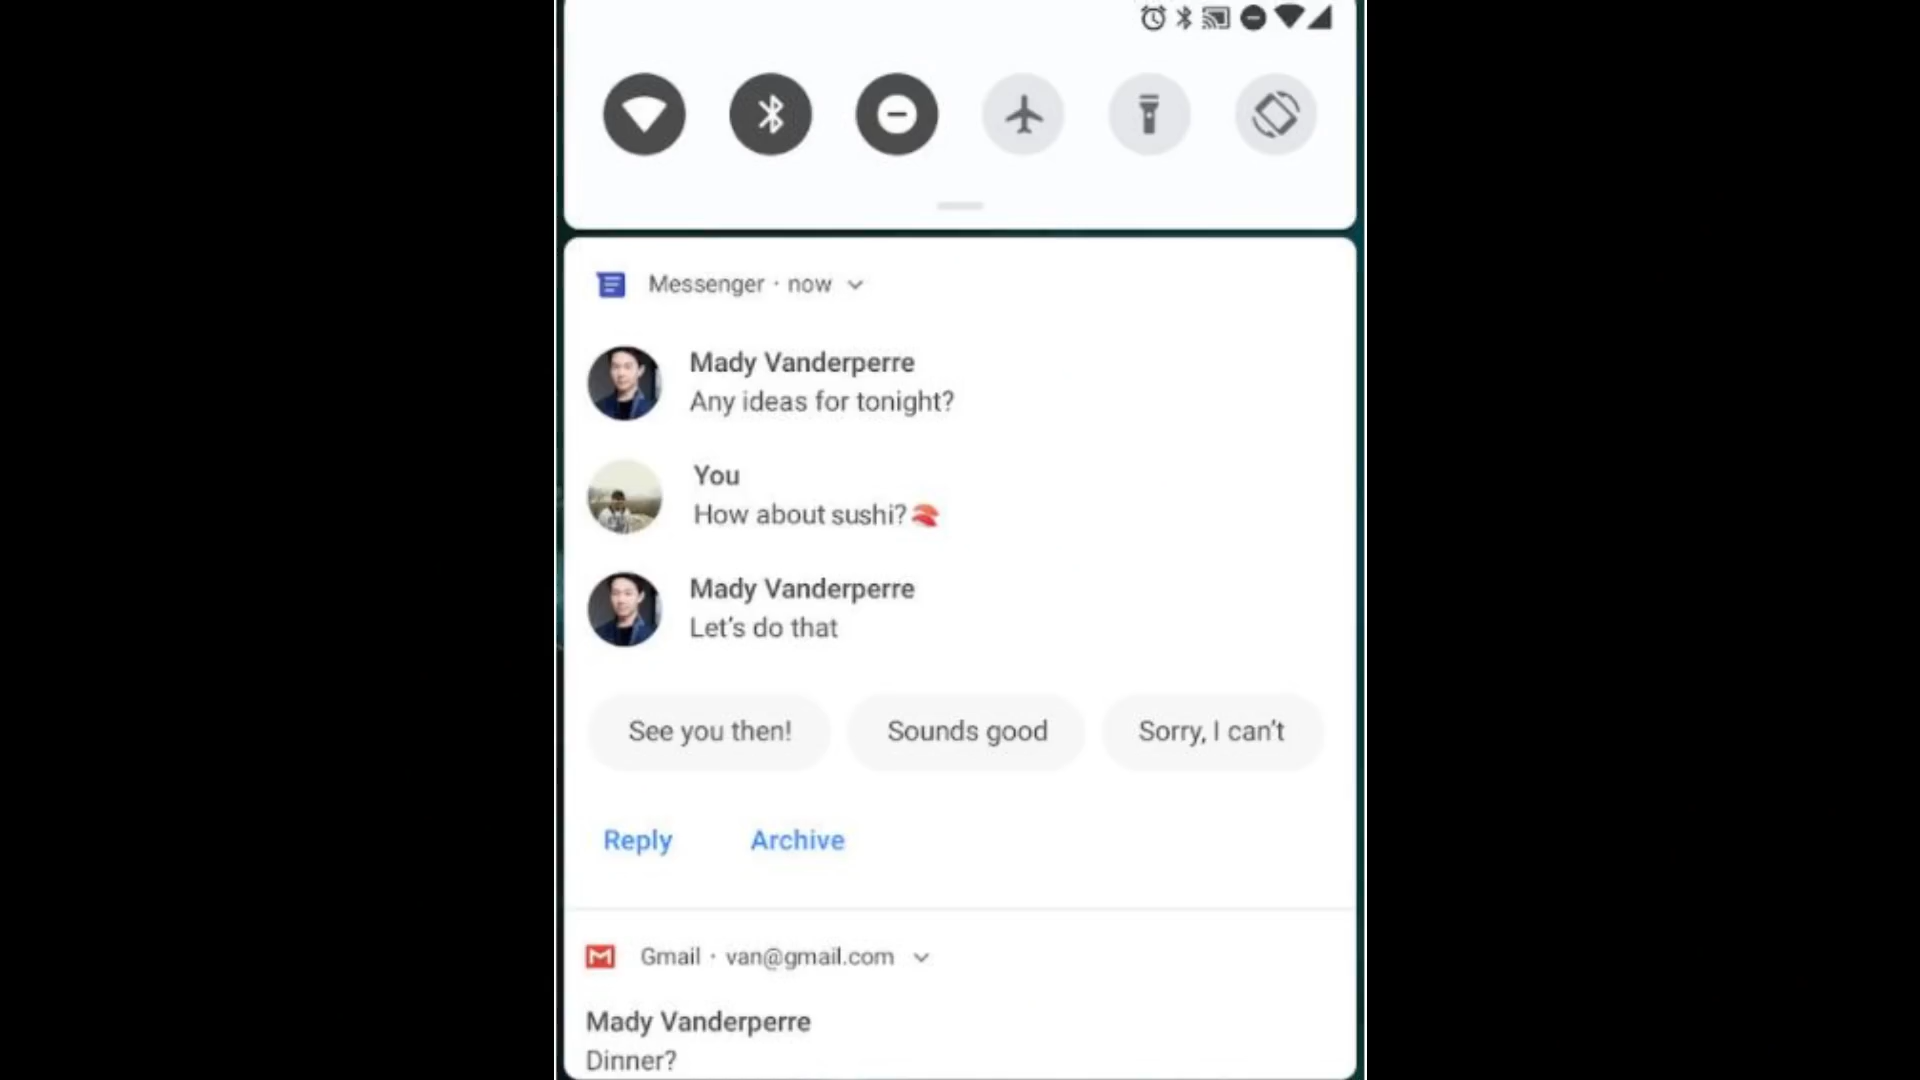 Messenger · now
Mady Vanderperre
Any ideas for tonight?
You
How about sushi?🍣
Mady Vanderperre
Let’s do that
See you then! Sounds good Sorry, I can’t
Reply Archive
Gmail · van@gmail.com
Mady Vanderperre
Dinner?